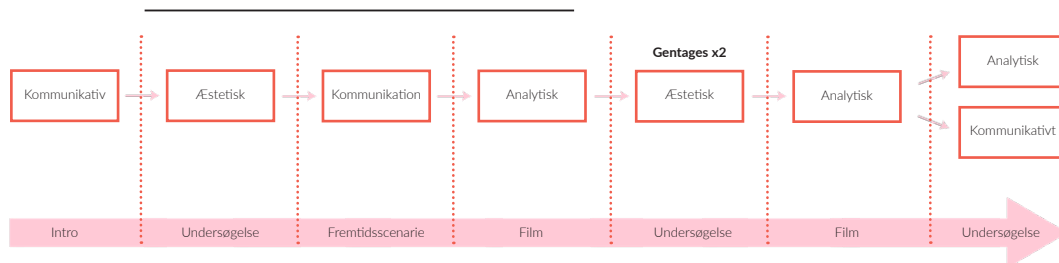 Gentages x2
Kommunikativ
Æstetisk
Kommunikation
Analytisk
Æstetisk
Analytisk
Analytisk
Kommunikativt
Intro
Undersøgelse
Fremtidsscenarie
Film
Undersøgelse
Film
Undersøgelse